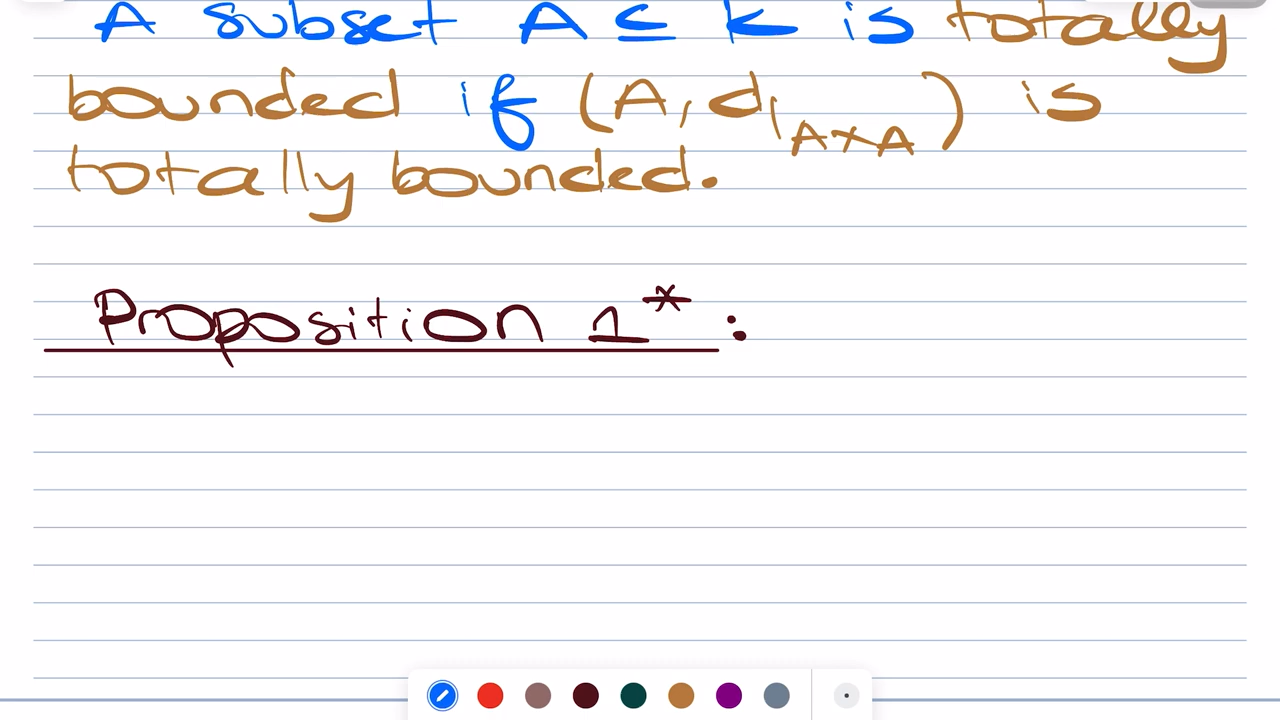 A subset A ⊆ K is totally
bounded if (A, d|A×A) is
totally bounded.
Proposition 1*: